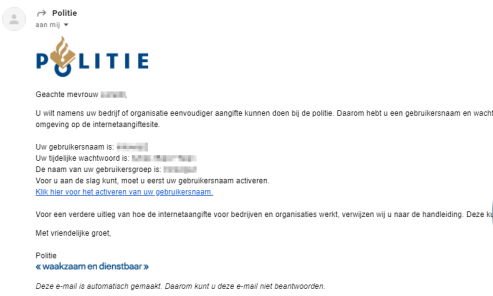 Politie
aan mij
POLITIE
Geachte mevrouw
U wilt namens uw bedrijf of organisatie eenvoudiger aangifte kunnen doen bij de politie. Daarom hebt u een gebruikersnaam en
omgeving op de internetaangiftesite.
Uw gebruikersnaam is:
Uw tijdelijke wachtwoord is:
De naam van uw gebruikersgroep is:
Voor u aan de slag kunt, moet u eerst uw gebruikersnaam activeren.
Klik hier voor het activeren van uw gebruikersnaam.
Voor een verdere uitleg van hoe de internetaangifte voor bedrijven en organisaties werkt, verwijzen wij u naar de handleiding. Deze
Met vriendelijke groet,
Politie
« waakzaam en dienstbaar »
Deze e-mail is automatisch gemaakt. Daarom kunt u deze e-mail niet beantwoorden.